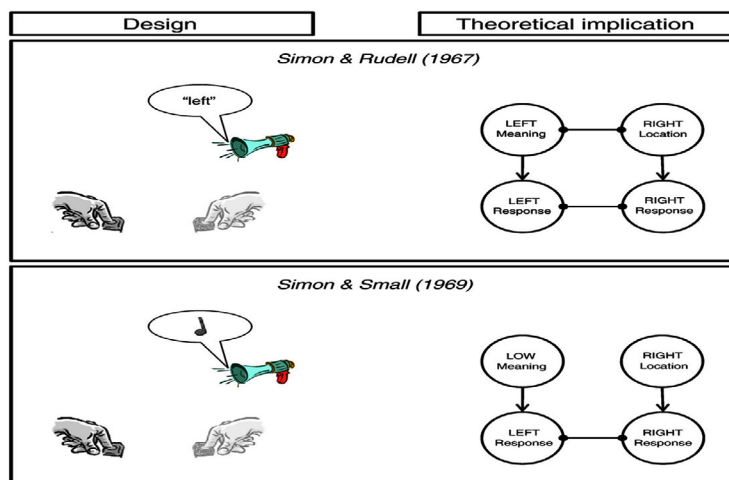 Design
Theoretical implication
Simon & Rudell (1967)
"left"
LEFT
Meaning
RIGHT
Location
LEFT
Response
RIGHT
Response
Simon & Small (1969)
LOW
Meaning
RIGHT
Location
LEFT
Response
RIGHT
Response